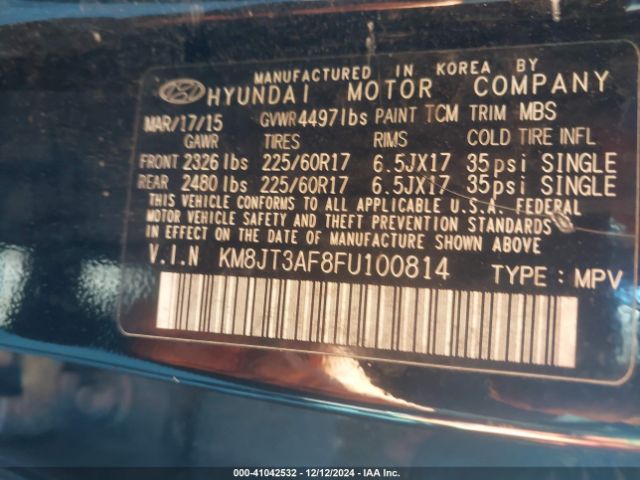 MANUFACTURED IN KOREA BY
HYUNDAI MOTOR COMPANY
MAR/17/15 GVWR 4497lbs PAINT TCM TRIM MBS
GAWR TIRES RIMS COLD TIRE INFL
FRONT 2326 lbs 225/60R17 6.5JX17 35psi SINGLE
REAR 2480 lbs 225/60R17 6.5JX17 35psi SINGLE
THIS VEHICLE CONFORMS TO ALL APPLICABLE U.S.A. FEDERAL
MOTOR VEHICLE SAFETY AND THEFT PREVENTION STANDARDS
IN EFFECT ON THE DATE OF MANUFACTURE SHOWN ABOVE
V.I.N KM8JT3AF8FU100814 TYPE : MPV
COPART-41042532 - 12/12/2024 - IAA Inc.